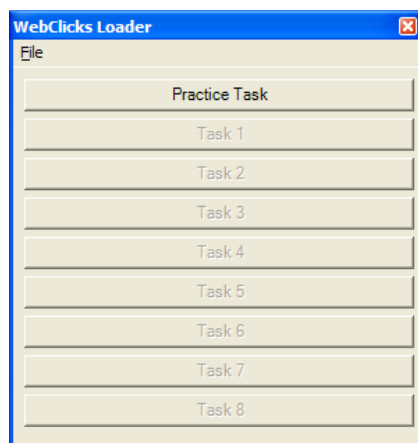 WebClicks Loader
File
Practice Task
Task 1
Task 2
Task 3
Task 4
Task 5
Task 6
Task 7
Task 8